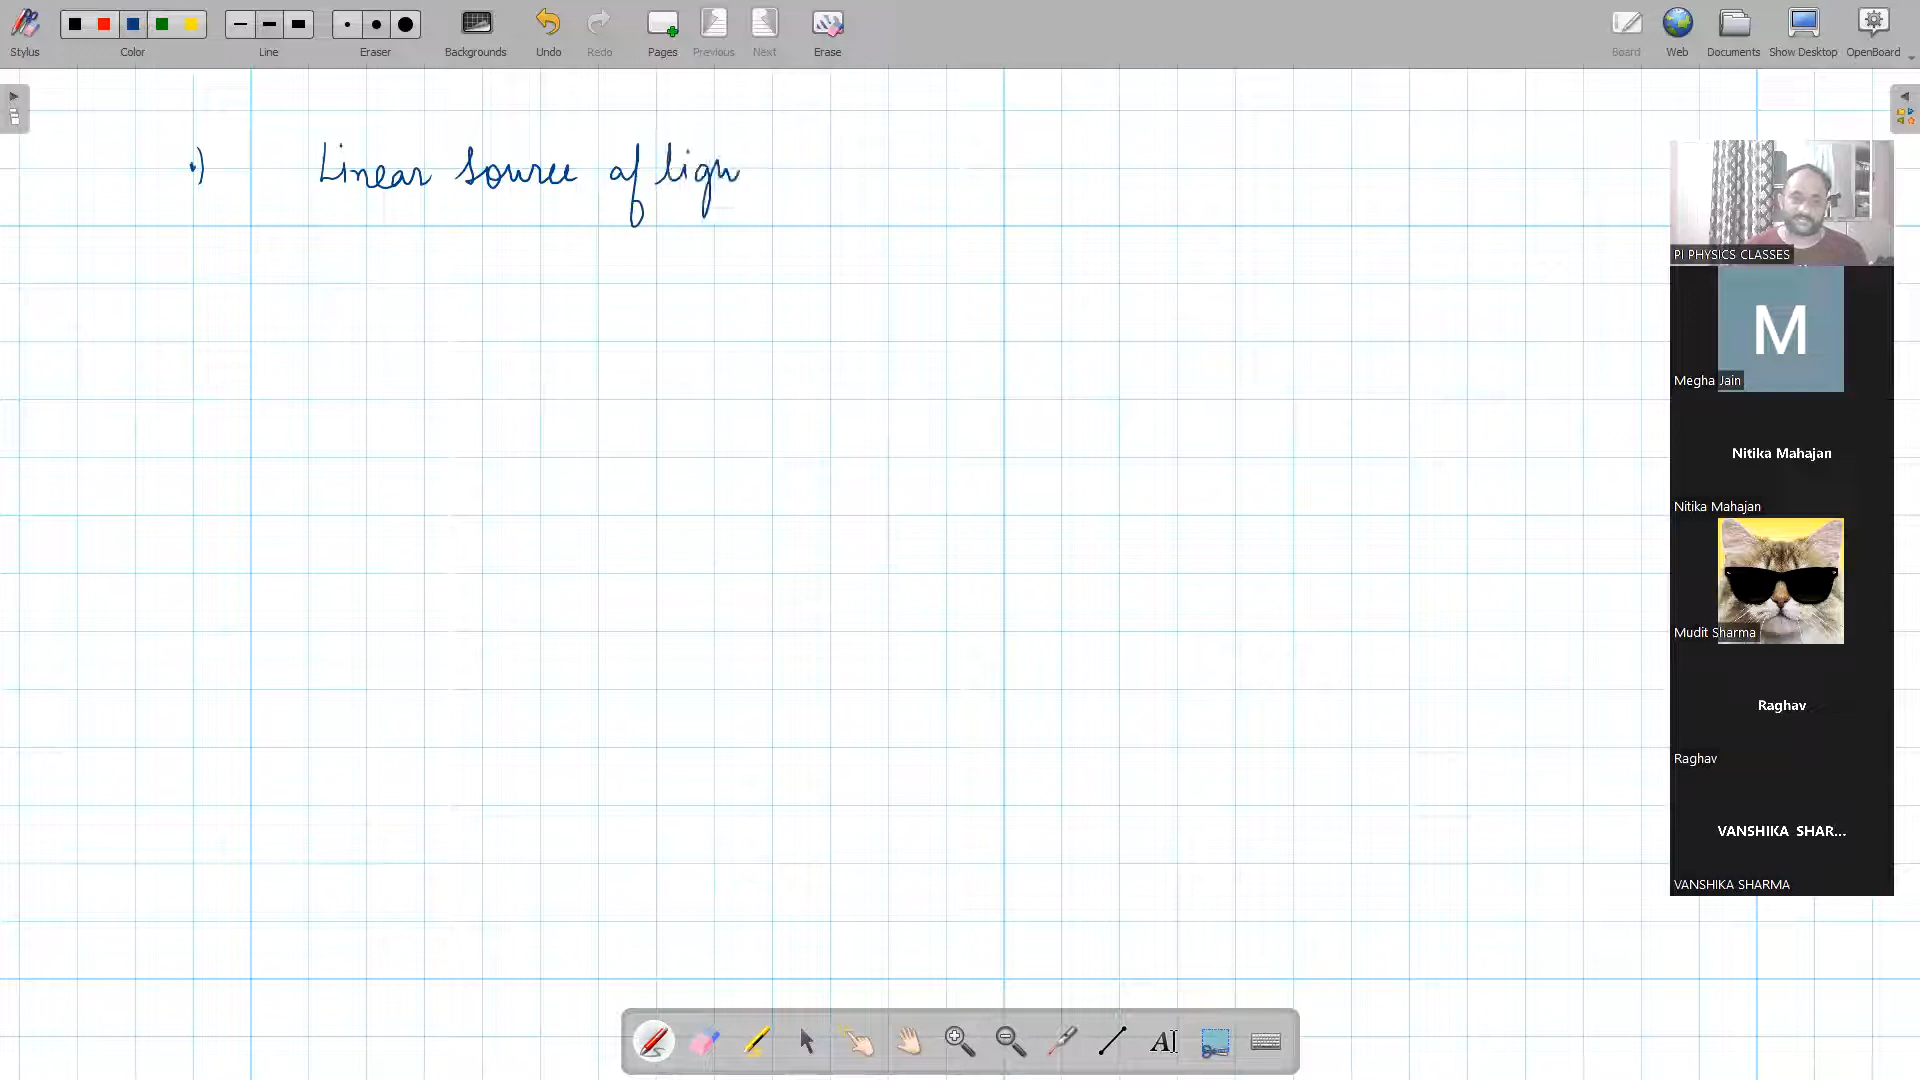 Stylus Color Line Eraser Backgrounds Undo Redo Pages Previous Next Erase Board Web Documents Show Desktop OpenBoard
Linear source of ligh
PI PHYSICS CLASSES
M
Megha Jain
Nitika Mahajan
Nitika Mahajan
Mudit Sharma
Raghav
Raghav
VANSHIKA SHAR...
VANSHIKA SHARMA